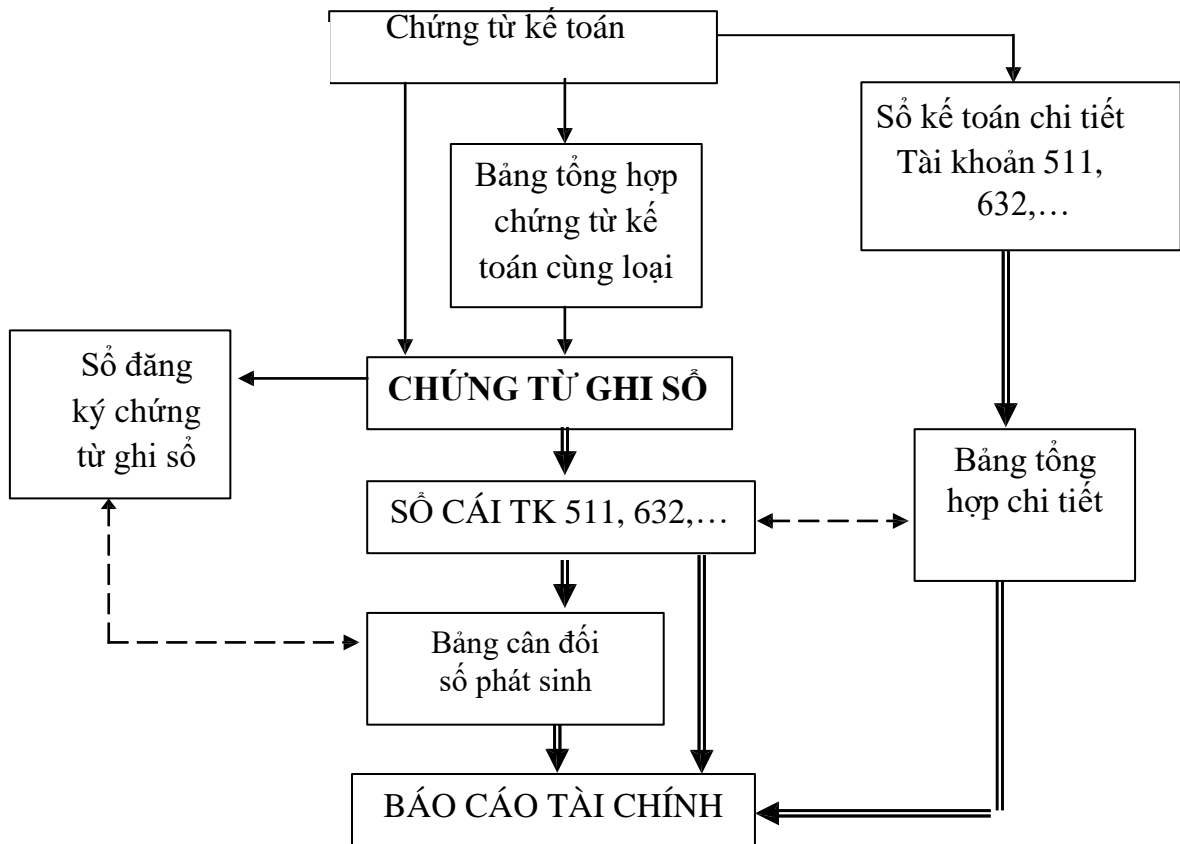 Chứng từ kế toán
Sổ kế toán chi tiết
Tài khoản 511,
632,…
Bảng tổng hợp
chứng từ kế
toán cùng loại
Sổ đăng
ký chứng
từ ghi sổ
CHỨNG TỪ GHI SỔ
Bảng tổng
hợp chi tiết
SỔ CÁI TK 511, 632,…
Bảng cân đối
số phát sinh
BÁO CÁO TÀI CHÍNH